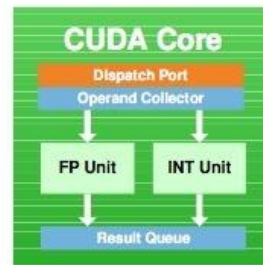 CUDA Core
Dispatch Port
Operand Collector
FP Unit
INT Unit
Result Queue